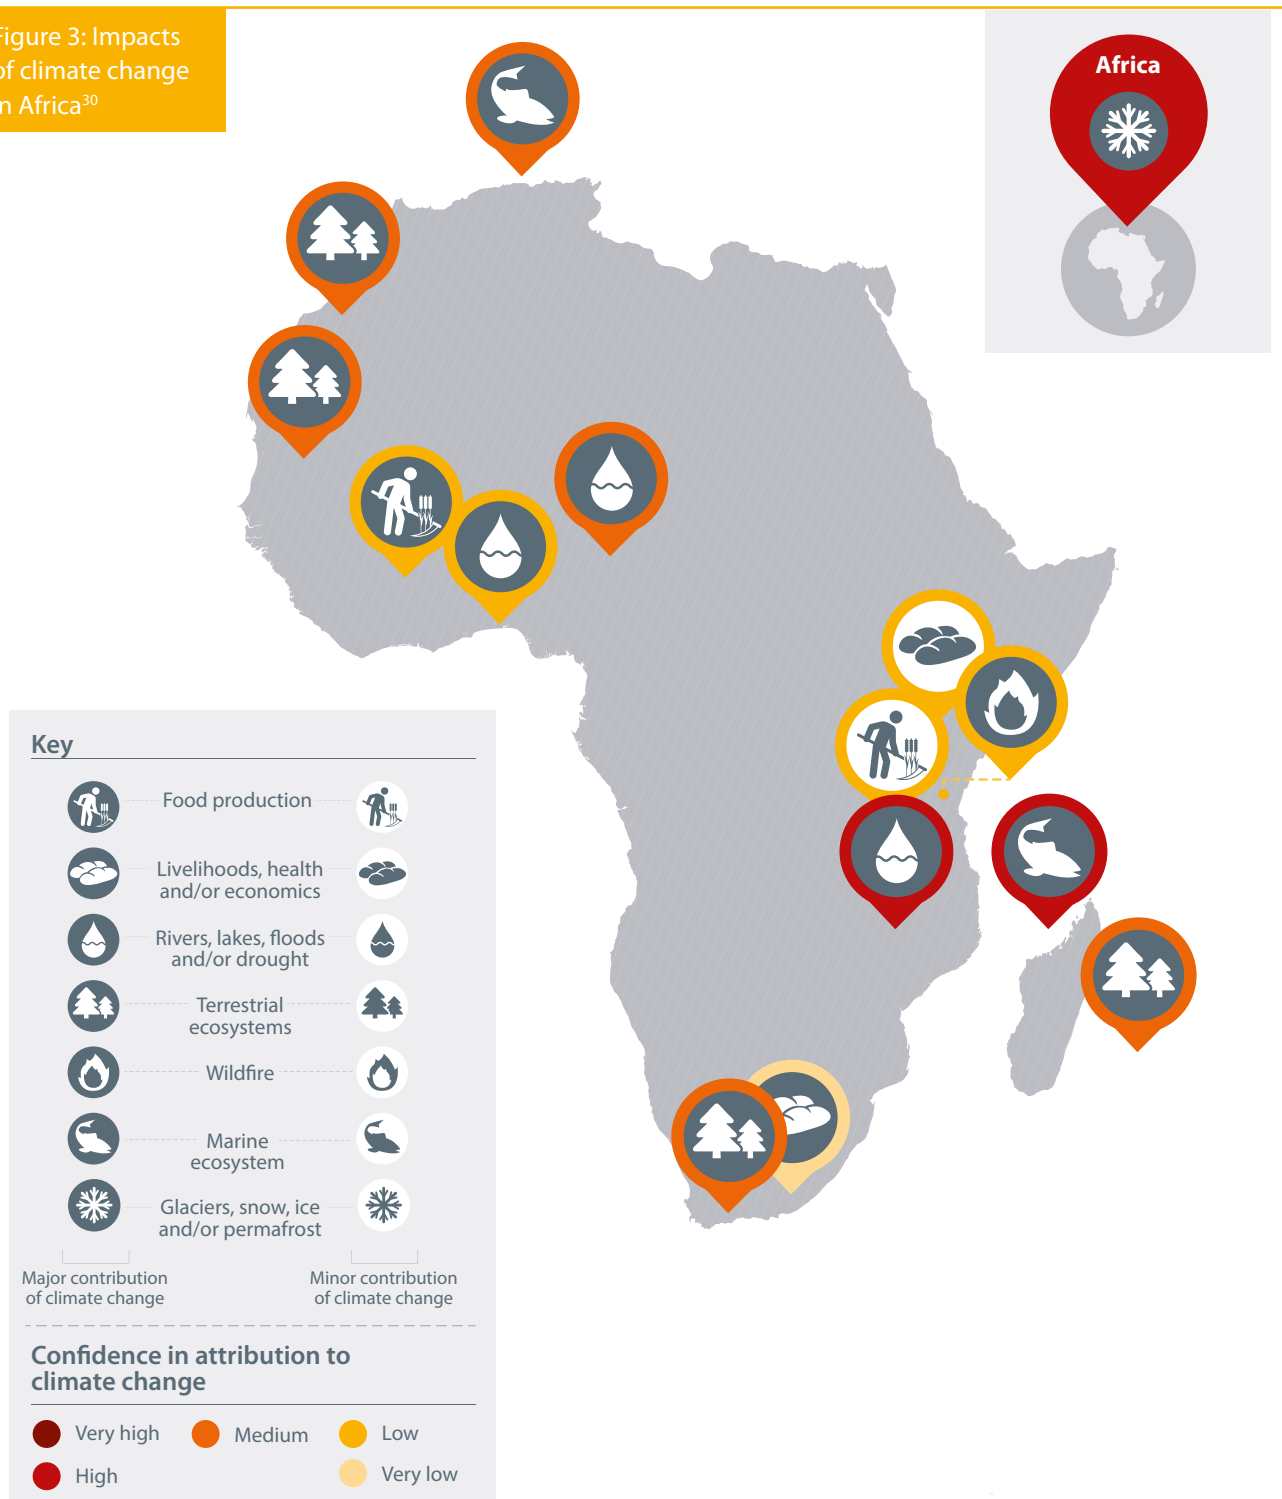 Figure 3: Impacts
of climate change
in Africa30
Africa
Key
Food production
Livelihoods, health
and/or economics
Rivers, lakes, floods
and/or drought
Terrestrial
ecosystems
Wildfire
Marine
ecosystem
Glaciers, snow, ice
and/or permafrost
Major contribution
of climate change
Minor contribution
of climate change
Confidence in attribution to
climate change
Very high
Medium
Low
High
Very low